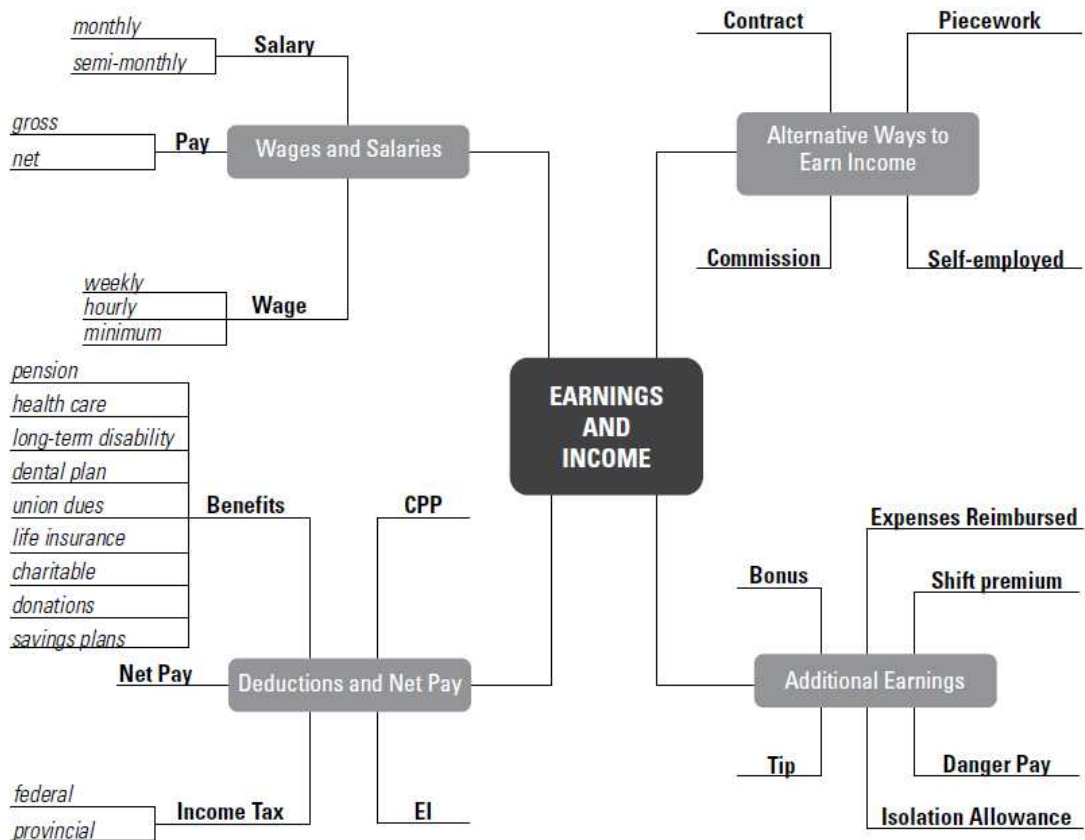 monthly
semi-monthly
Salary
gross
net
Pay
Wages and Salaries
weekly
hourly
minimum
Wage
Contract
Piecework
Alternative Ways to
Earn Income
Commission
Self-employed
EARNINGS
AND
INCOME
pension
health care
long-term disability
dental plan
union dues
life insurance
charitable
donations
savings plans
Benefits
CPP
Net Pay
Deductions and Net Pay
federal
provincial
Income Tax
EI
Expenses Reimbursed
Bonus
Shift premium
Additional Earnings
Tip
Danger Pay
Isolation Allowance